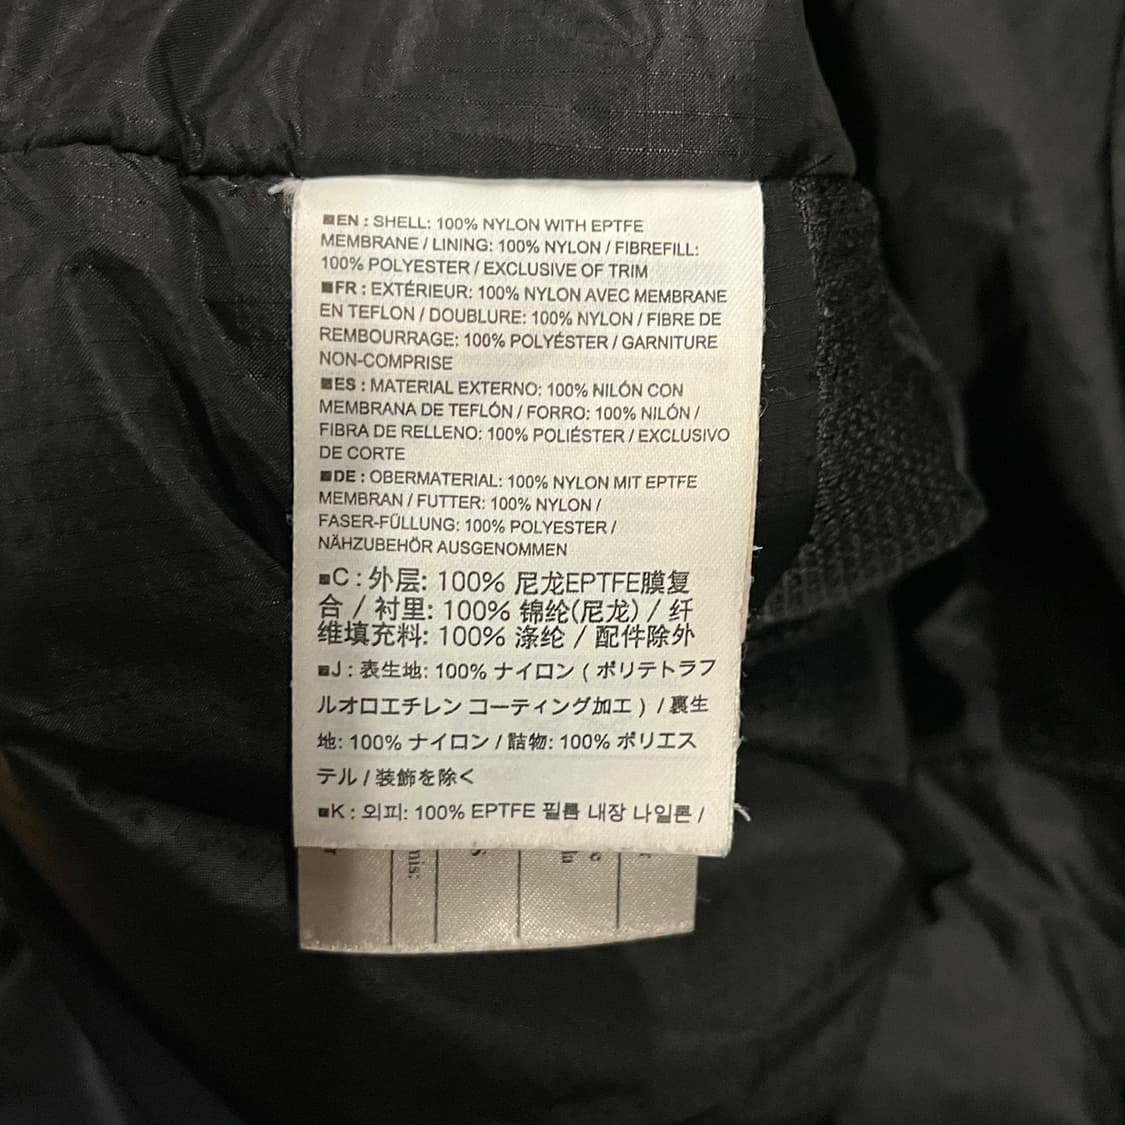 ■EN : SHELL: 100% NYLON WITH EPTFE
MEMBRANE / LINING: 100% NYLON / FIBREFILL:
100% POLYESTER / EXCLUSIVE OF TRIM
■FR : EXTÉRIEUR: 100% NYLON AVEC MEMBRANE
EN TEFLON / DOUBLURE: 100% NYLON / FIBRE DE
REMBOURRAGE: 100% POLYÉSTER / GARNITURE
NON-COMPRISE
■ES : MATERIAL EXTERNO: 100% NILÓN CON
MEMBRANA DE TEFLÓN / FORRO: 100% NILÓN /
FIBRA DE RELLENO: 100% POLIÉSTER / EXCLUSIVO
DE CORTE
■DE : OBERMATERIAL: 100% NYLON MIT EPTFE
MEMBRAN / FUTTER: 100% NYLON /
FASER-FÜLLUNG: 100% POLYESTER /
NÄHZUBEHÖR AUSGENOMMEN
■C : 外层: 100% 尼龙EPTFE膜复
合 / 衬里: 100% 锦纶(尼龙) / 纤
维填充料: 100% 涤纶 / 配件除外
■J : 表生地: 100% ナイロン ( ポリテトラフ
ルオロエチレン コーティング加工 ) / 裏生
地: 100% ナイロン / 詰物: 100% ポリエス
テル / 装飾を除く
■K : 외피: 100% EPTFE 필름 내장 나일론 /